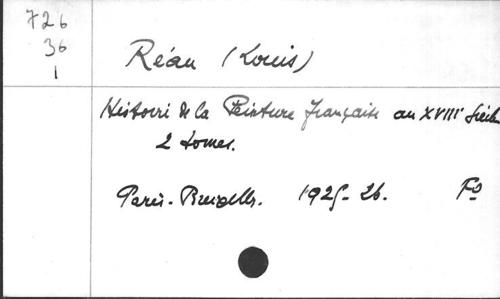 726
36
1
Réau (Louis)
Histoire de la Peinture française au XVIIIe Siècle
2 tomes.
Paris-Bruxelles. 1925-26. Fº